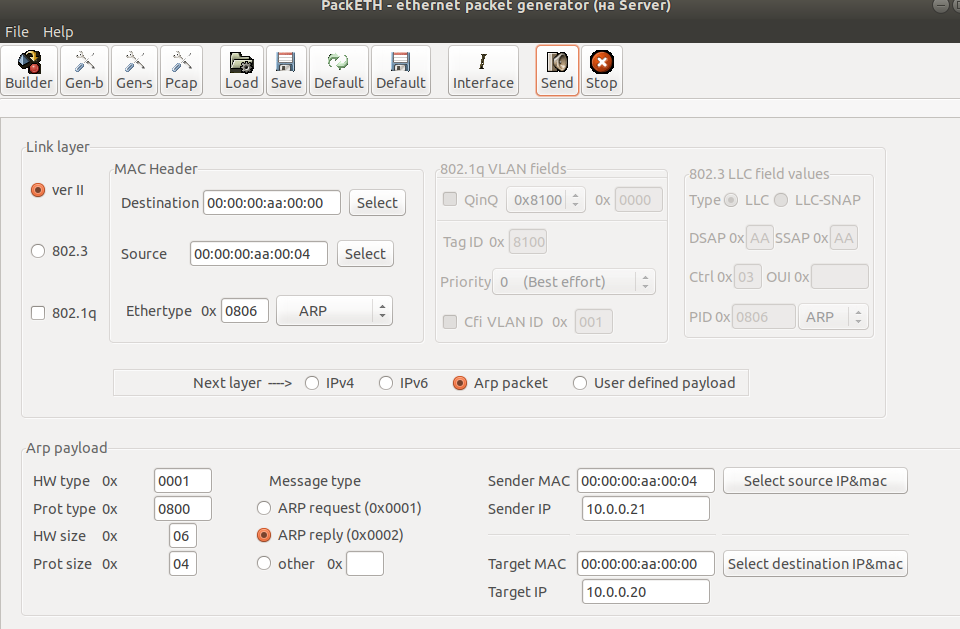 PackETH - ethernet packet generator (на Server)
File Help
Builder Gen-b Gen-s Pcap Load Save Default Default Interface Send Stop
Link layer
MAC Header
802.1q VLAN fields
802.3 LLC field values
ver II
Destination 00:00:00:aa:00:00 Select
QinQ 0x8100 0x 0000
Type LLC LLC-SNAP
802.3
Source 00:00:00:aa:00:04 Select
Tag ID 0x 8100
DSAP 0x AA SSAP 0x AA
Priority 0 (Best effort)
Ctrl 0x 03 OUI 0x
802.1q
Ethertype 0x 0806 ARP
Cfi VLAN ID 0x 001
PID 0x 0806 ARP
Next layer ----> IPv4 IPv6 Arp packet User defined payload
Arp payload
HW type 0x 0001 Message type Sender MAC 00:00:00:aa:00:04 Select source IP&mac
Prot type 0x 0800 ARP request (0x0001) Sender IP 10.0.0.21
HW size 0x 06 ARP reply (0x0002)
Prot size 0x 04 other 0x Target MAC 00:00:00:aa:00:00 Select destination IP&mac
Target IP 10.0.0.20